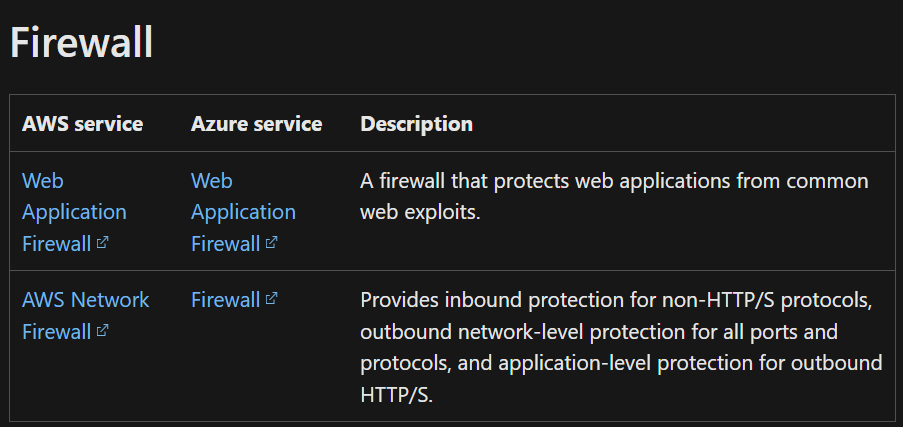 Firewall
AWS service Azure service Description
Web Application Firewall Web Application Firewall A firewall that protects web applications from common
web exploits.
AWS Network Firewall Firewall Provides inbound protection for non-HTTP/S protocols,
outbound network-level protection for all ports and
protocols, and application-level protection for outbound
HTTP/S.